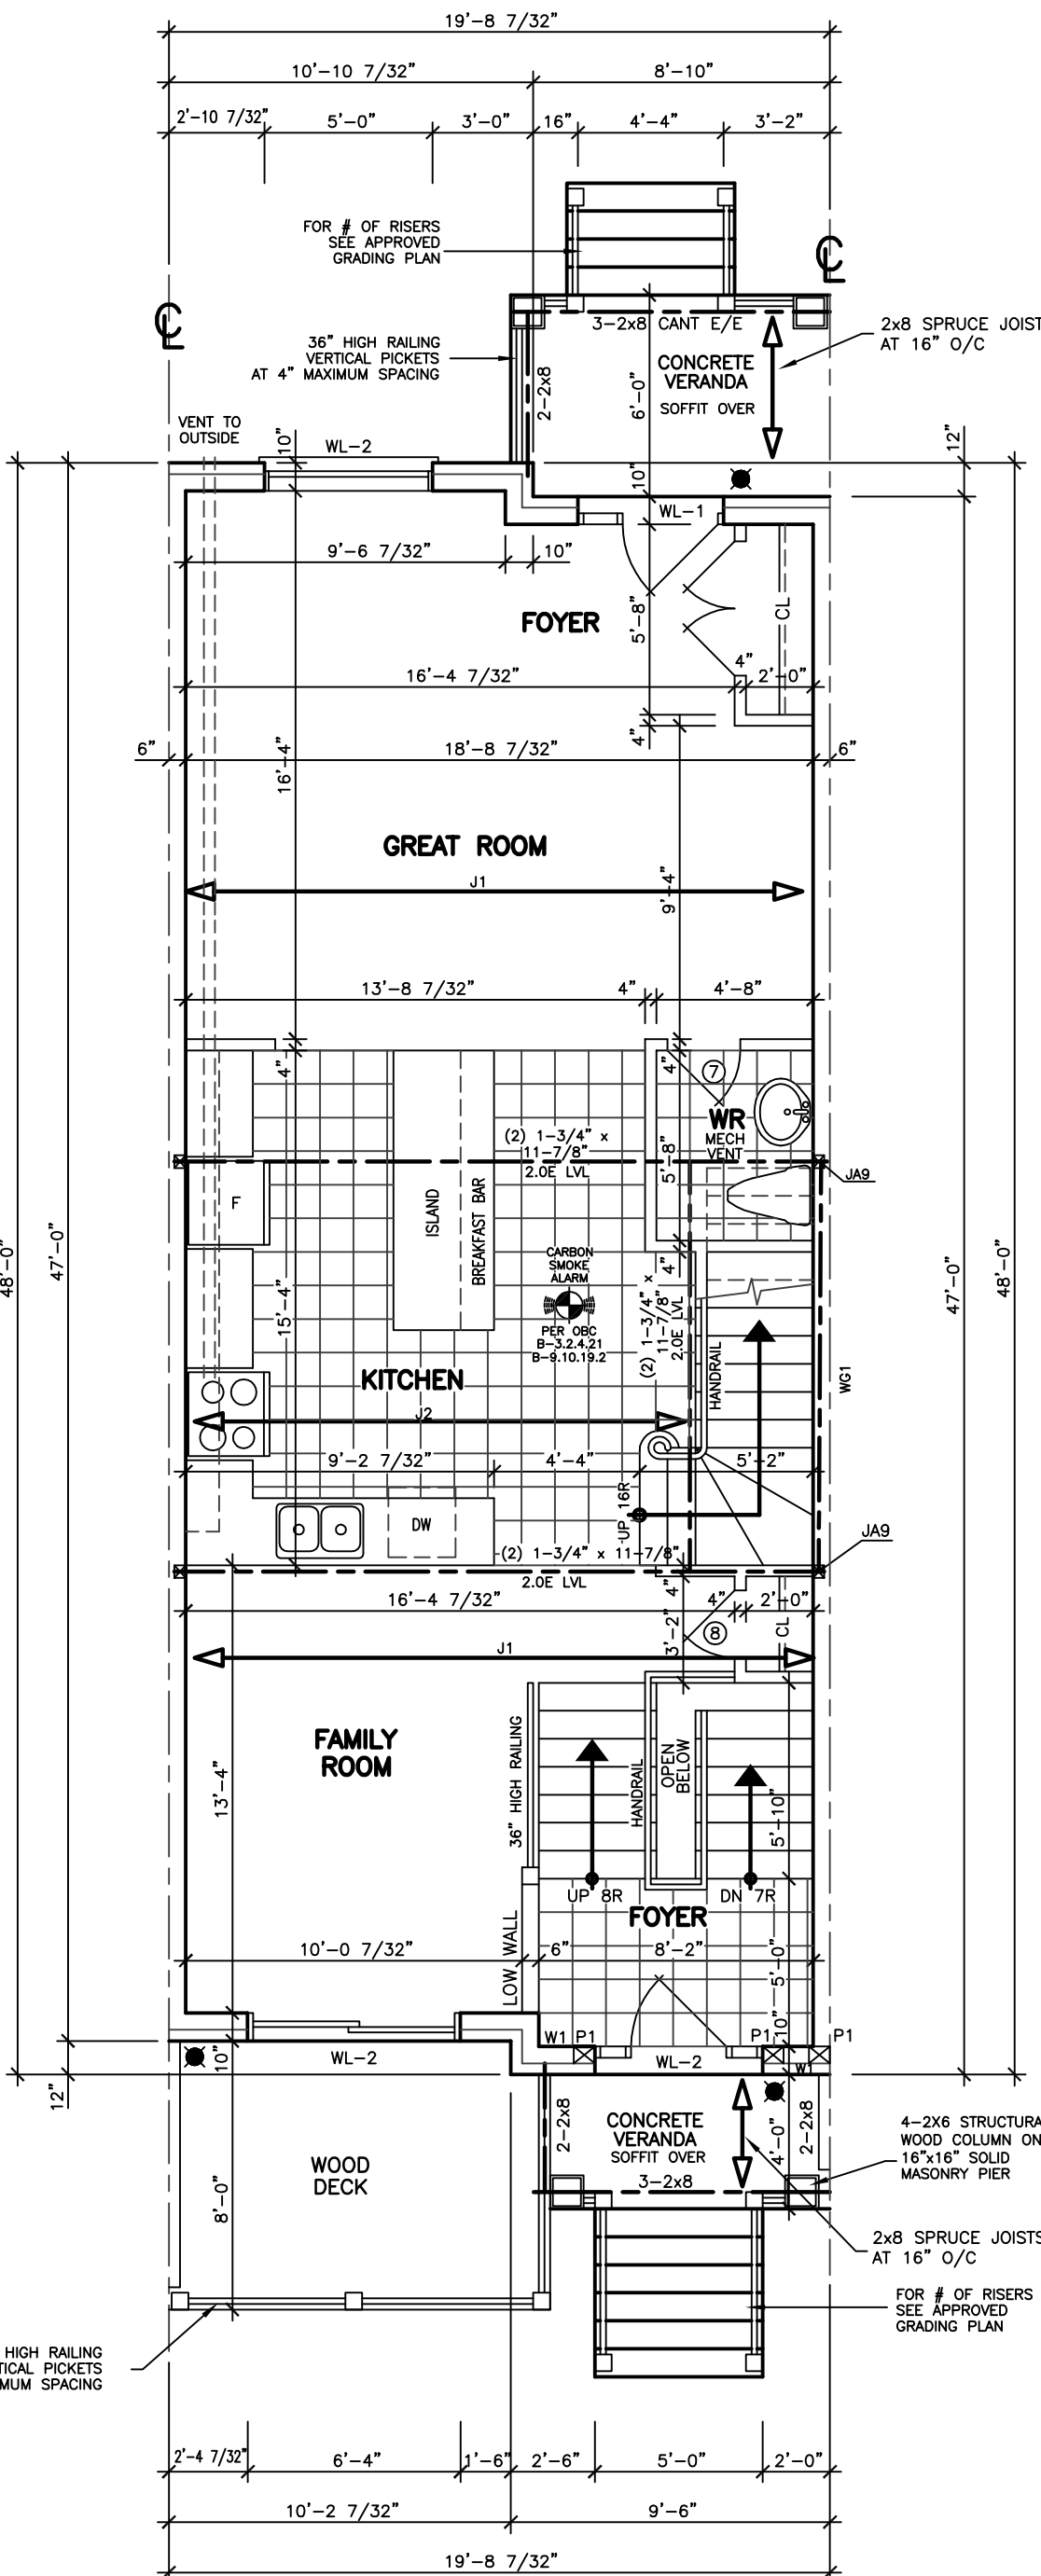 19'-8 7/32"
10'-10 7/32" 8'-10"
2'-10 7/32" 5'-0" 3'-0" 16" 4'-4" 3'-2"
FOR # OF RISERS
SEE APPROVED
GRADING PLAN
CL
CL
3-2x8 CANT E/E
2x8 SPRUCE JOIST
AT 16" O/C
36" HIGH RAILING
VERTICAL PICKETS
AT 4" MAXIMUM SPACING
CONCRETE
VERANDA
SOFFIT OVER
2-2x8
6'-0"
VENT TO
OUTSIDE
10"
WL-2
12"
10"
WL-1
9'-6 7/32" 10"
FOYER
5'-8"
CL
16'-4 7/32" 4" 2'-0"
4"
6" 18'-8 7/32" 6"
16'-4"
GREAT ROOM
J1
9'-4"
13'-8 7/32" 4" 4'-8"
4"
4"
7
WR
MECH
VENT
(2) 1-3/4" x
11-7/8"
2.0E LVL
5'-8"
JA9
F
ISLAND
BREAKFAST BAR
CARBON
SMOKE
ALARM
PER OBC
B-3.2.4.21
B-9.10.19.2
4"
(2) 1-3/4" x
11-7/8"
2.0E LVL
48'-0"
47'-0"
47'-0"
48'-0"
15'-4"
KITCHEN
HANDRAIL
WG1
J2
9'-2 7/32" 4'-4" 5'-2"
UP 16R
DW
(2) 1-3/4" x 11-7/8"
2.0E LVL
JA9
16'-4 7/32" 4" 4" 2'-0"
3'-2"
8
CL
J1
FAMILY
ROOM
36" HIGH RAILING
HANDRAIL
OPEN
BELOW
13'-4"
5'-10"
UP 8R DN 7R
FOYER
LOW WALL
10'-0 7/32" 6" 8'-2"
5'-0"
10"
W1 P1 P1 P1
WL-2 WL-2 W1
10"
12"
2-2x8
CONCRETE
VERANDA
SOFFIT OVER
3-2x8
4'-0"
2-2x8
4-2X6 STRUCTURA
WOOD COLUMN ON
16"x16" SOLID
MASONRY PIER
WOOD
DECK
8'-0"
2x8 SPRUCE JOISTS
AT 16" O/C
FOR # OF RISERS
SEE APPROVED
GRADING PLAN
HIGH RAILING
TICAL PICKETS
MUM SPACING
2'-4 7/32" 6'-4" 1'-6" 2'-6" 5'-0" 2'-0"
10'-2 7/32" 9'-6"
19'-8 7/32"